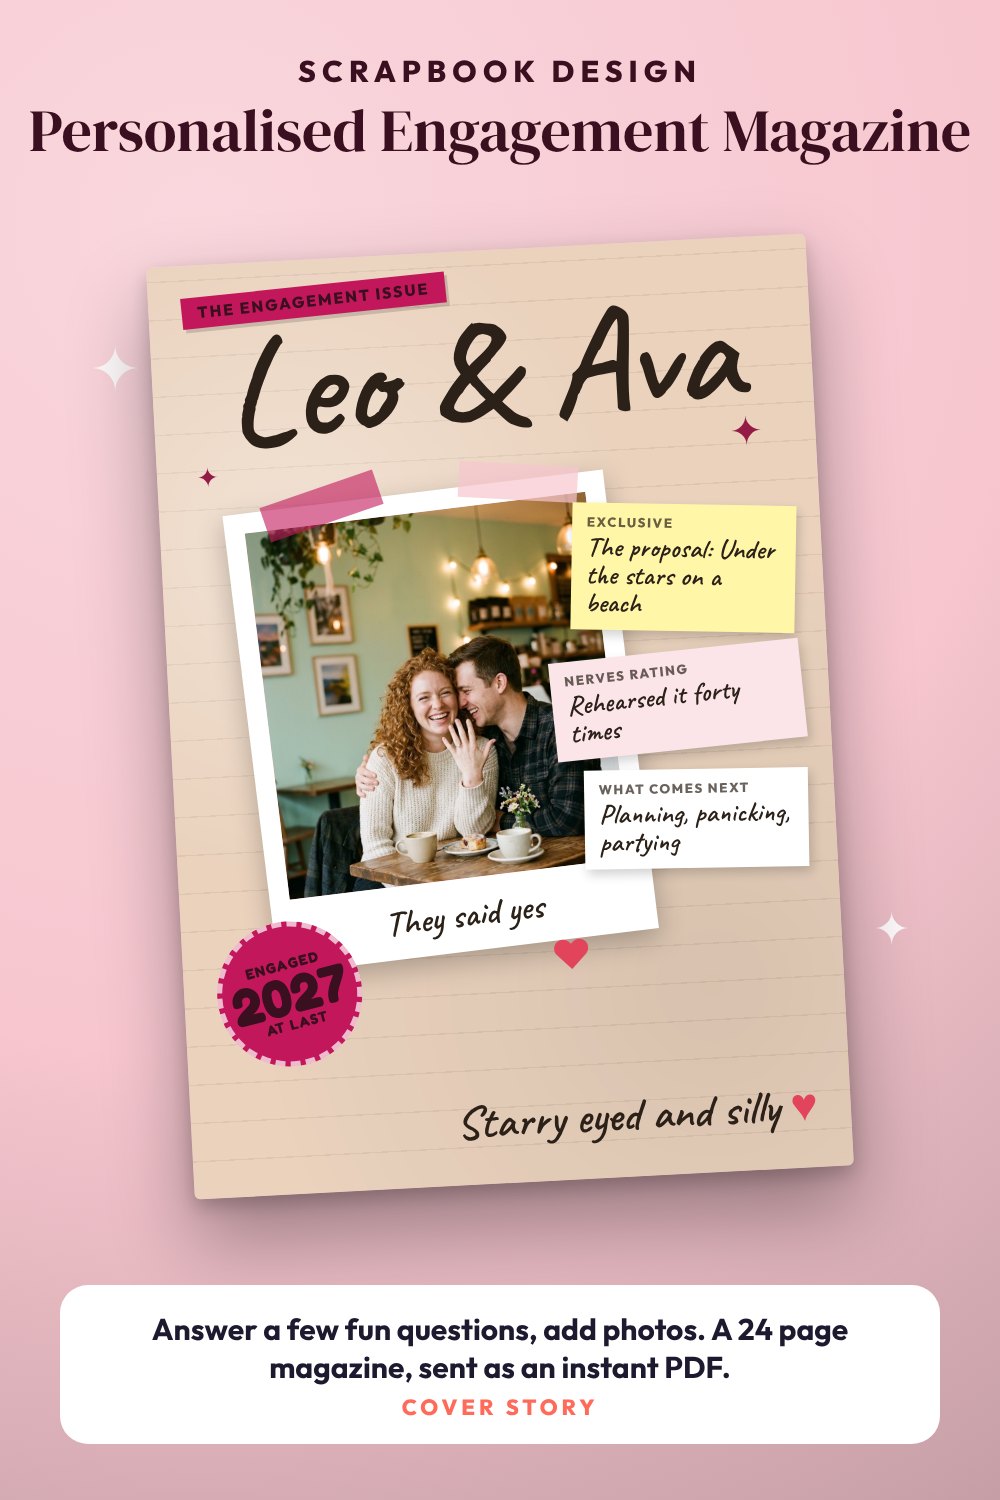 SCRAPBOOK DESIGN
Personalised Engagement Magazine
THE ENGAGEMENT ISSUE
Leo & Ava
EXCLUSIVE
The proposal: Under
the stars on a
beach
NERVES RATING
Rehearsed it forty
times
WHAT COMES NEXT
Planning, panicking,
partying
They said yes
ENGAGED
2027
AT LAST
Starry eyed and silly ♥
Answer a few fun questions, add photos. A 24 page
magazine, sent as an instant PDF.
COVER STORY